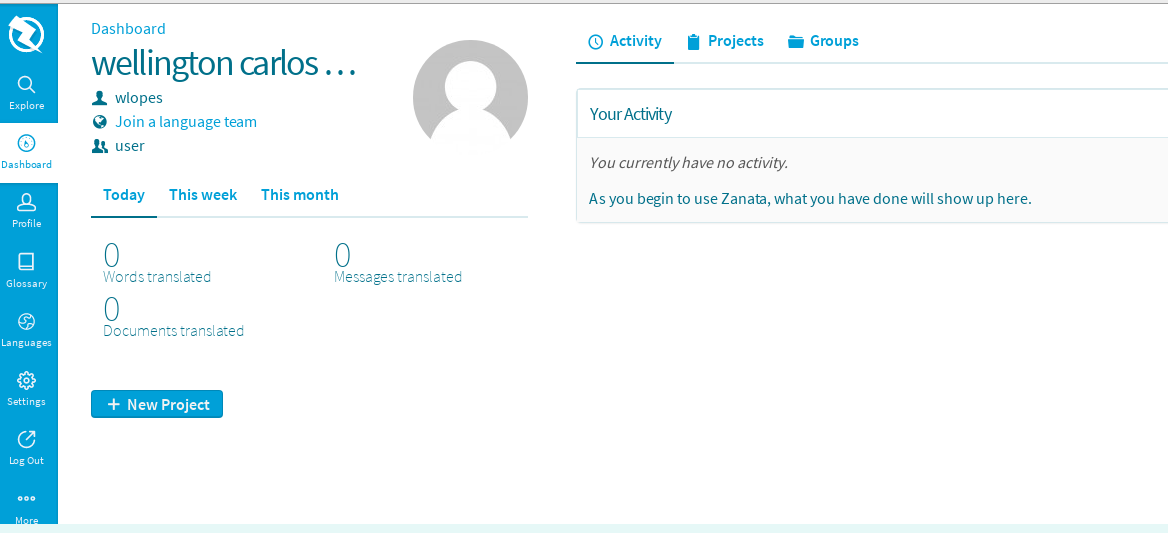 Explore
Dashboard
Profile
Glossary
Languages
Settings
Log Out
More
Dashboard
wellington carlos ...
wlopes
Join a language team
user
Today This week This month
0 0
Words translated Messages translated
0
Documents translated
+ New Project
Activity Projects Groups
Your Activity
You currently have no activity.
As you begin to use Zanata, what you have done will show up here.